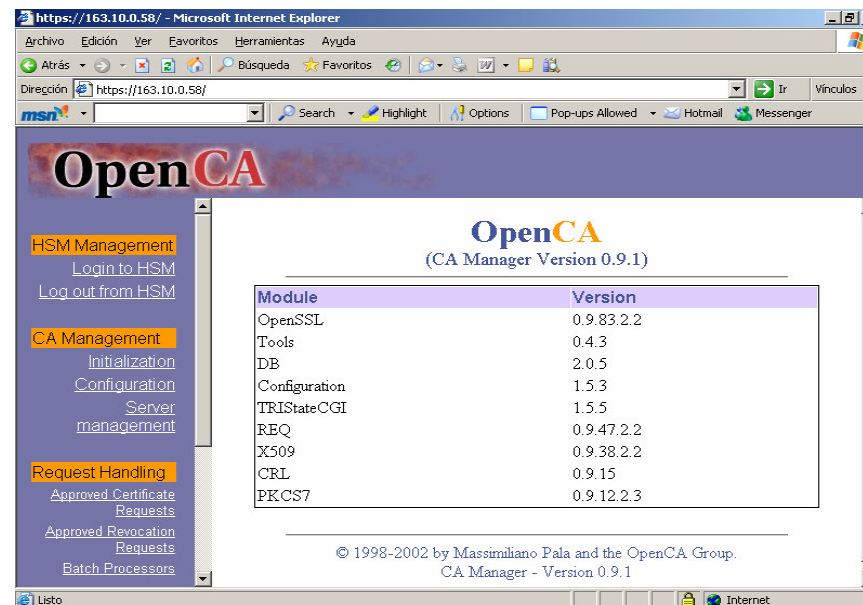 https://163.10.0.58/ - Microsoft Internet Explorer
Archivo Edición Ver Favoritos Herramientas Ayuda
Atrás Búsqueda Favoritos
Dirección https://163.10.0.58/ Ir Vínculos
msn Search Highlight Options Pop-ups Allowed Hotmail Messenger
OpenCA
HSM Management
Login to HSM
Log out from HSM
CA Management
Initialization
Configuration
Server
management
Request Handling
Approved Certificate
Requests
Approved Revocation
Requests
Batch Processors
OpenCA
(CA Manager Version 0.9.1)
Module Version
OpenSSL 0.9.83.2.2
Tools 0.4.3
DB 2.0.5
Configuration 1.5.3
TRIStateCGI 1.5.5
REQ 0.9.47.2.2
X509 0.9.38.2.2
CRL 0.9.15
PKCS7 0.9.12.2.3
© 1998-2002 by Massimiliano Pala and the OpenCA Group.
CA Manager - Version 0.9.1
Listo Internet